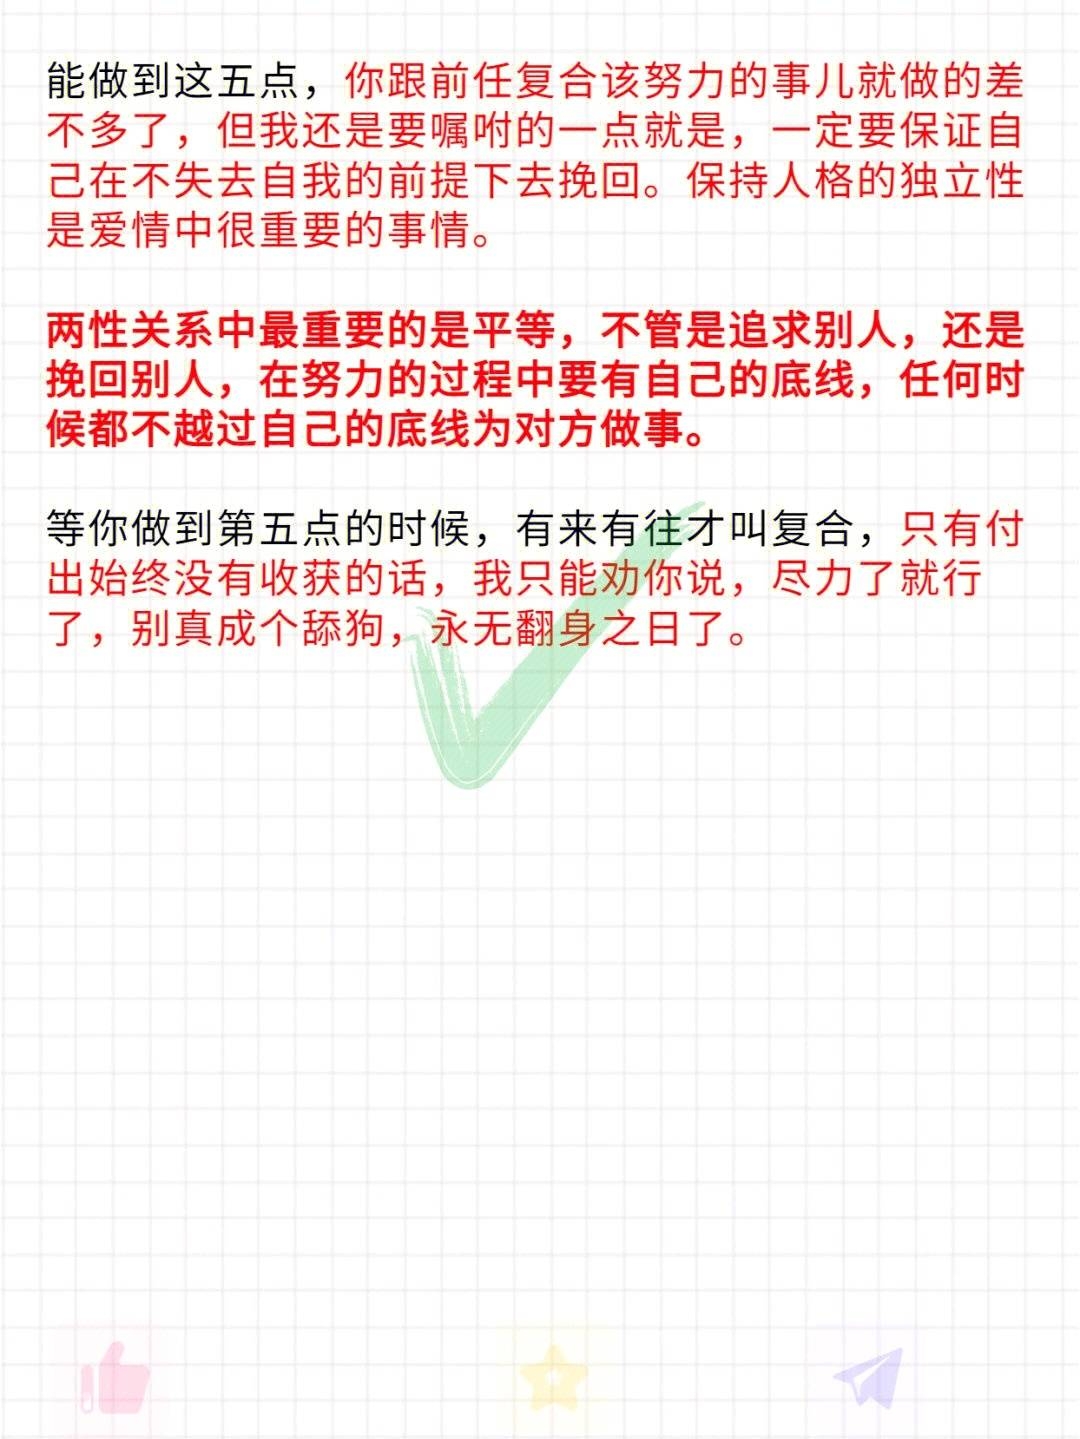 能做到这五点，你跟前任复合该努力的事儿就做的差
不多了，但我还是要嘱咐的一点就是，一定要保证自
己在不失去自我的前提下去挽回。保持人格的独立性
是爱情中很重要的事情。
两性关系中最重要的是平等，不管是追求别人，还是
挽回别人，在努力的过程中要有自己的底线，任何时
候都不越过自己的底线为对方做事。
等你做到第五点的时候，有来有往才叫复合，只有付
出始终没有收获的话，我只能劝你说，尽力了就行
了，别真成个舔狗，永无翻身之日了。